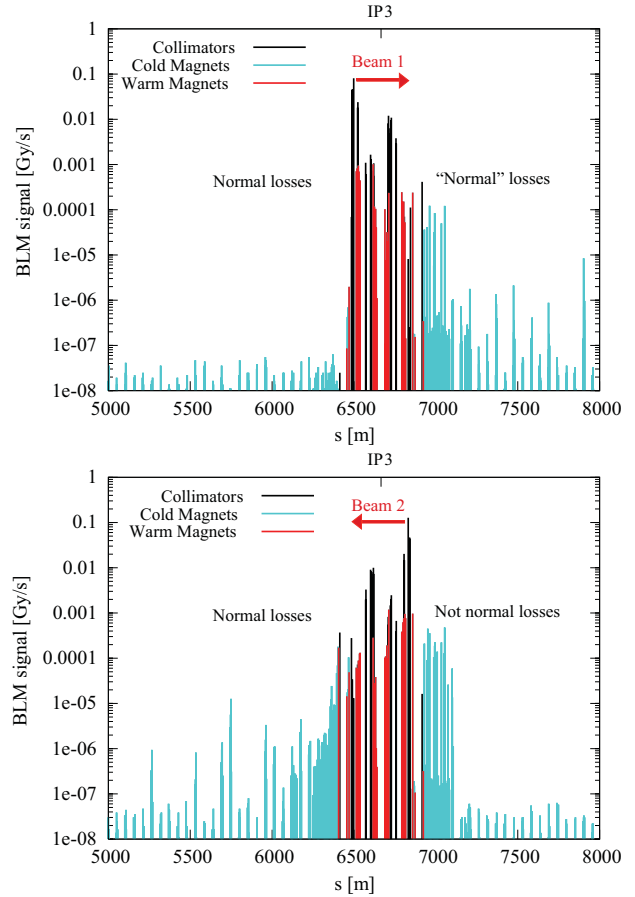 IP3
1
0.1
0.01
0.001
0.0001
1e-05
1e-06
1e-07
1e-08
BLM signal [Gy/s]
Collimators
Cold Magnets
Warm Magnets
Beam 1
Normal losses
“Normal” losses
5000 5500 6000 6500 7000 7500 8000
s [m]
IP3
1
0.1
0.01
0.001
0.0001
1e-05
1e-06
1e-07
1e-08
BLM signal [Gy/s]
Collimators
Cold Magnets
Warm Magnets
Beam 2
Normal losses
Not normal losses
5000 5500 6000 6500 7000 7500 8000
s [m]